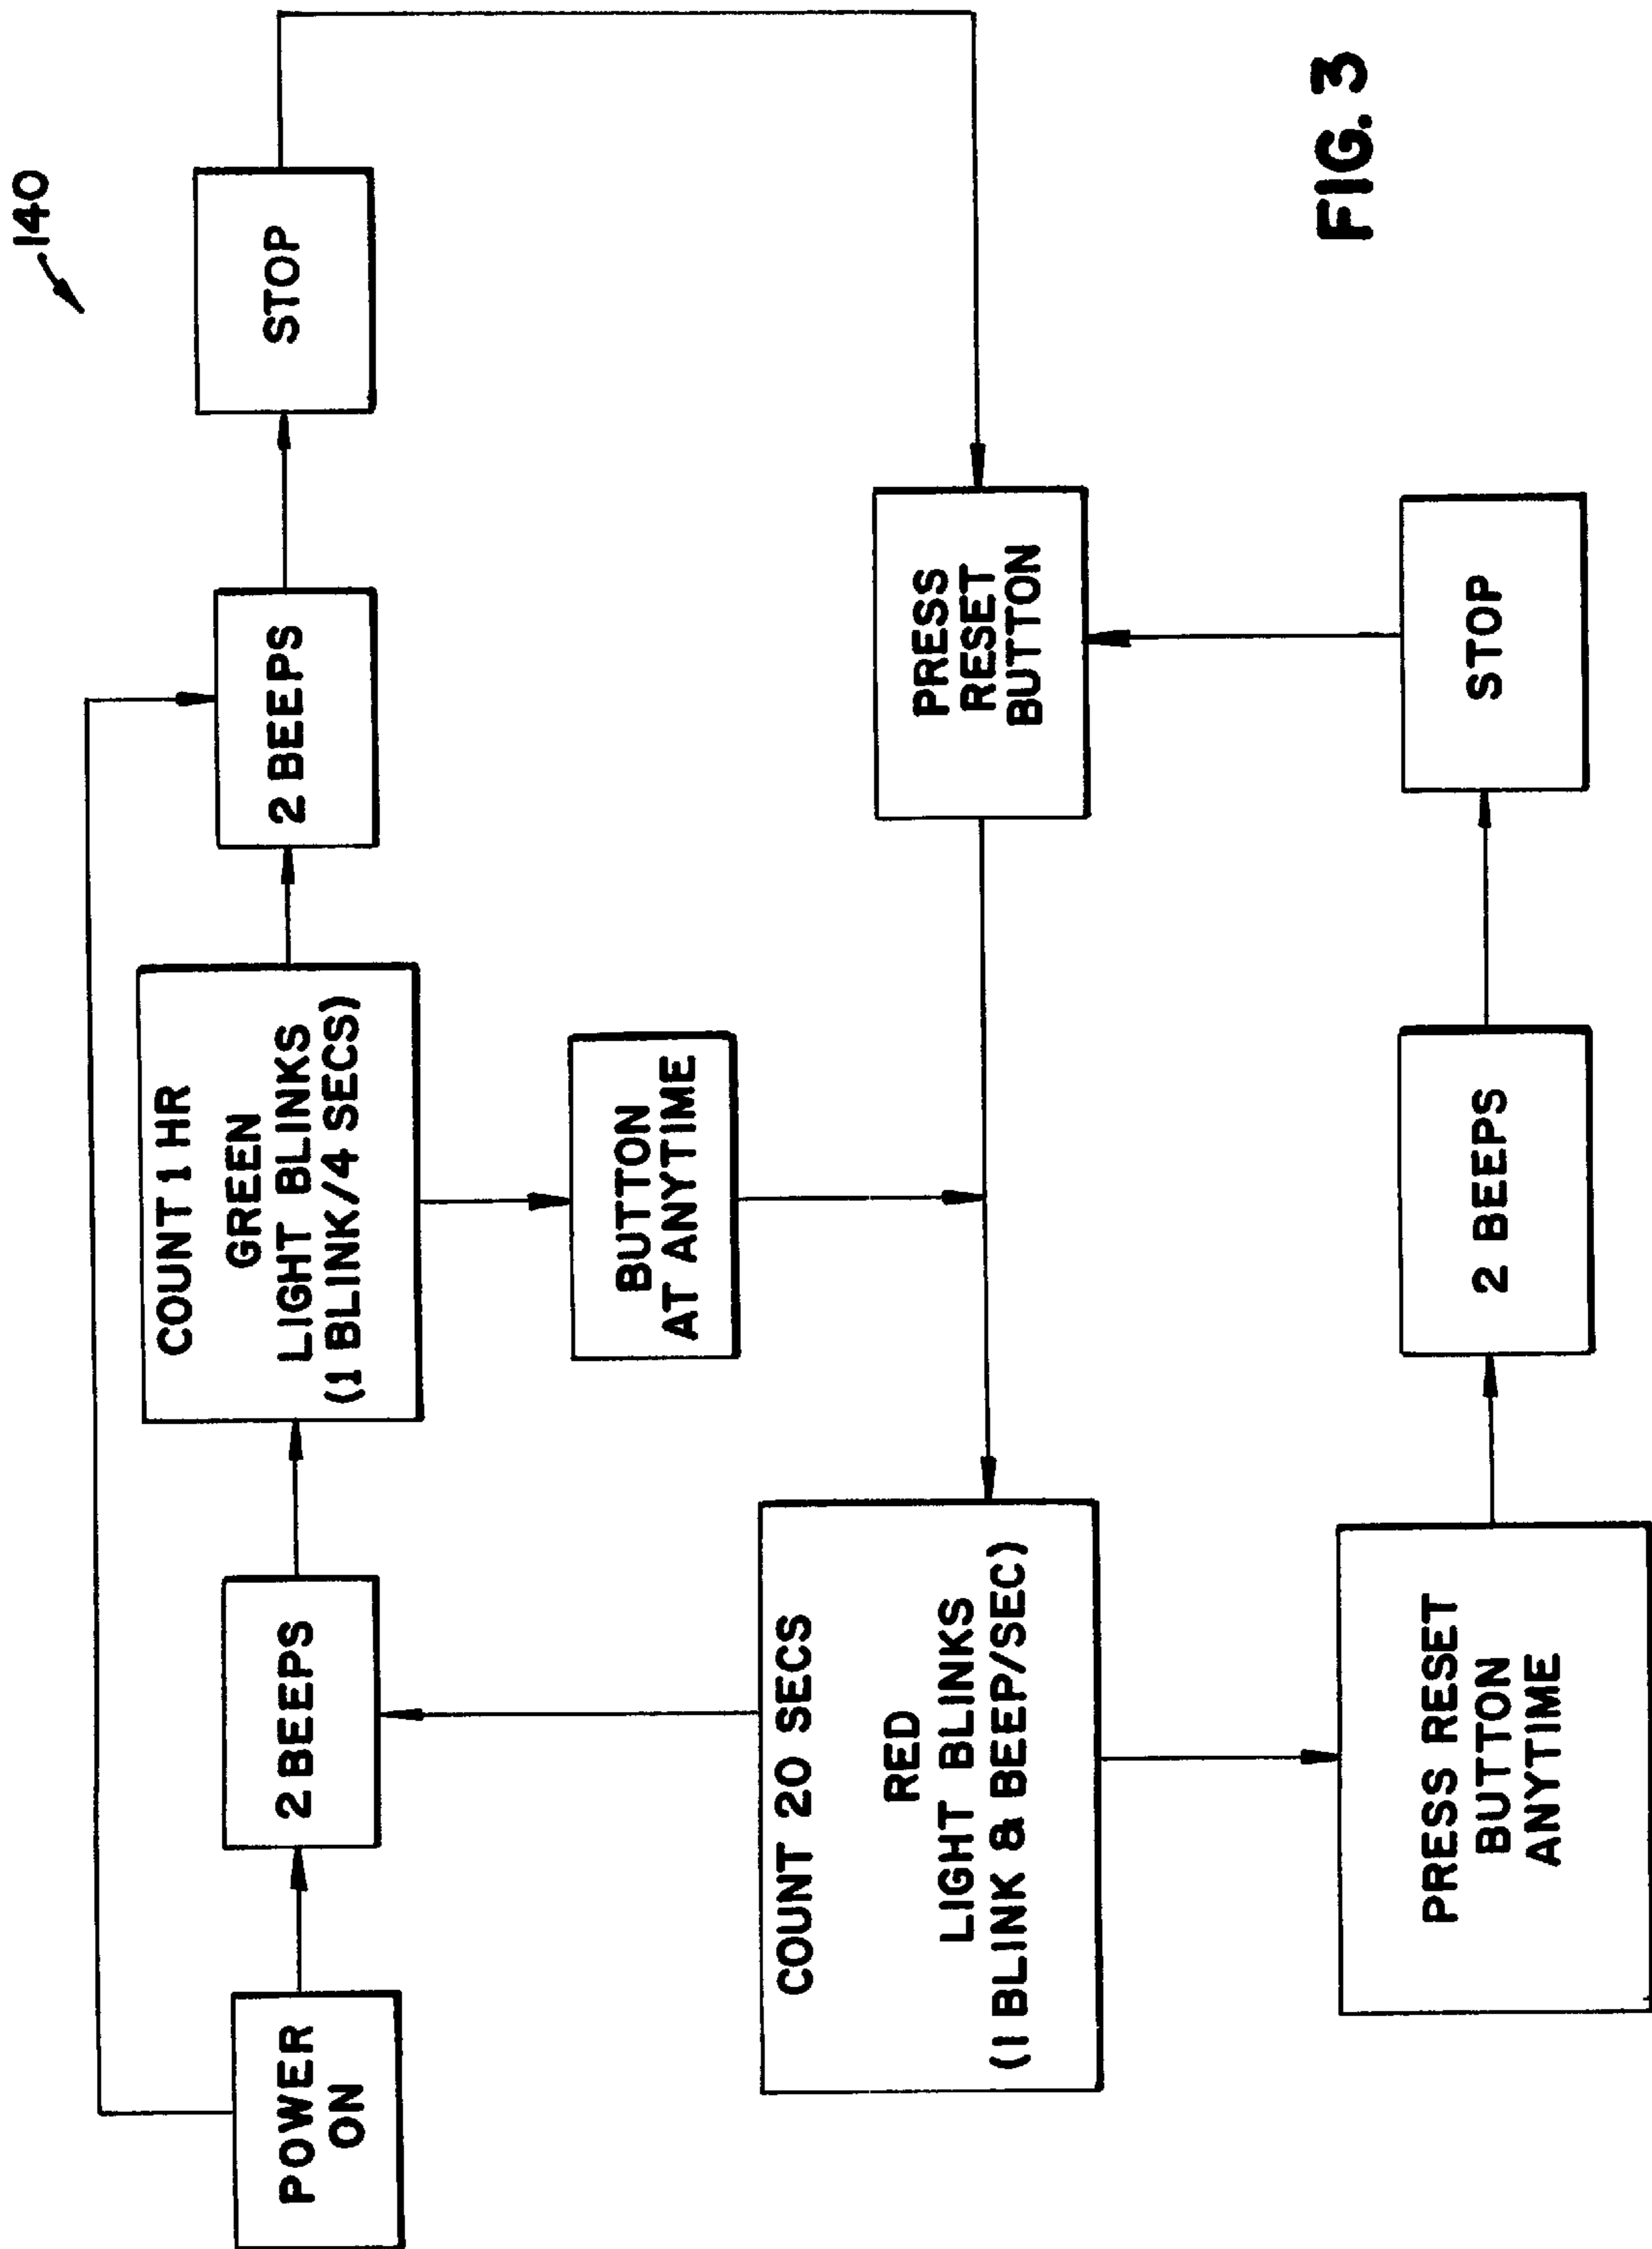 140
POWER
ON
2 BEEPS
COUNT 1 HR
GREEN
LIGHT BLINKS
(1 BLINK/4 SECS)
2 BEEPS
STOP
BUTTON
AT ANYTIME
COUNT 20 SECS
RED
LIGHT BLINKS
(1 BLINK & BEEP/SEC)
PRESS
RESET
BUTTON
PRESS RESET
BUTTON
ANYTIME
2 BEEPS
STOP
FIG. 3